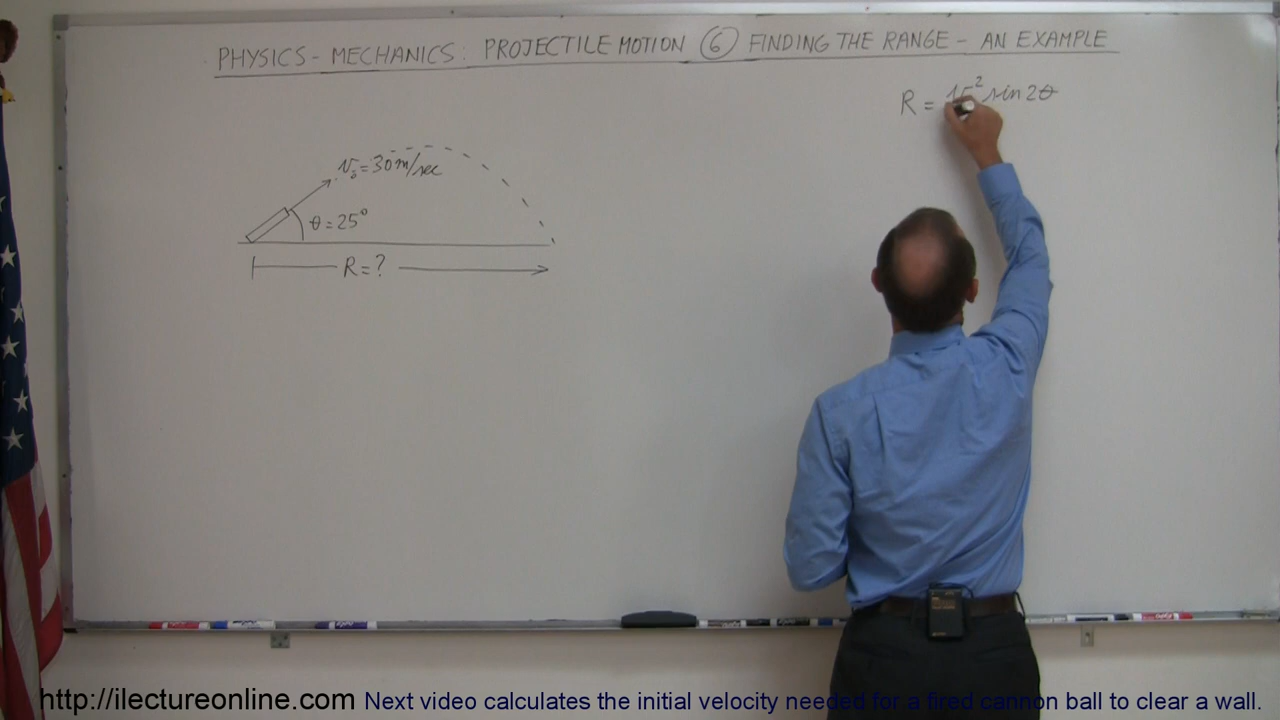 PHYSICS - MECHANICS: PROJECTILE MOTION ⑥ FINDING THE RANGE - AN EXAMPLE
R = sin 2θ
v₀ = 30 m/sec
θ = 25°
R = ?
http://ilectureonline.com Next video calculates the initial velocity needed for a fired cannon ball to clear a wall.